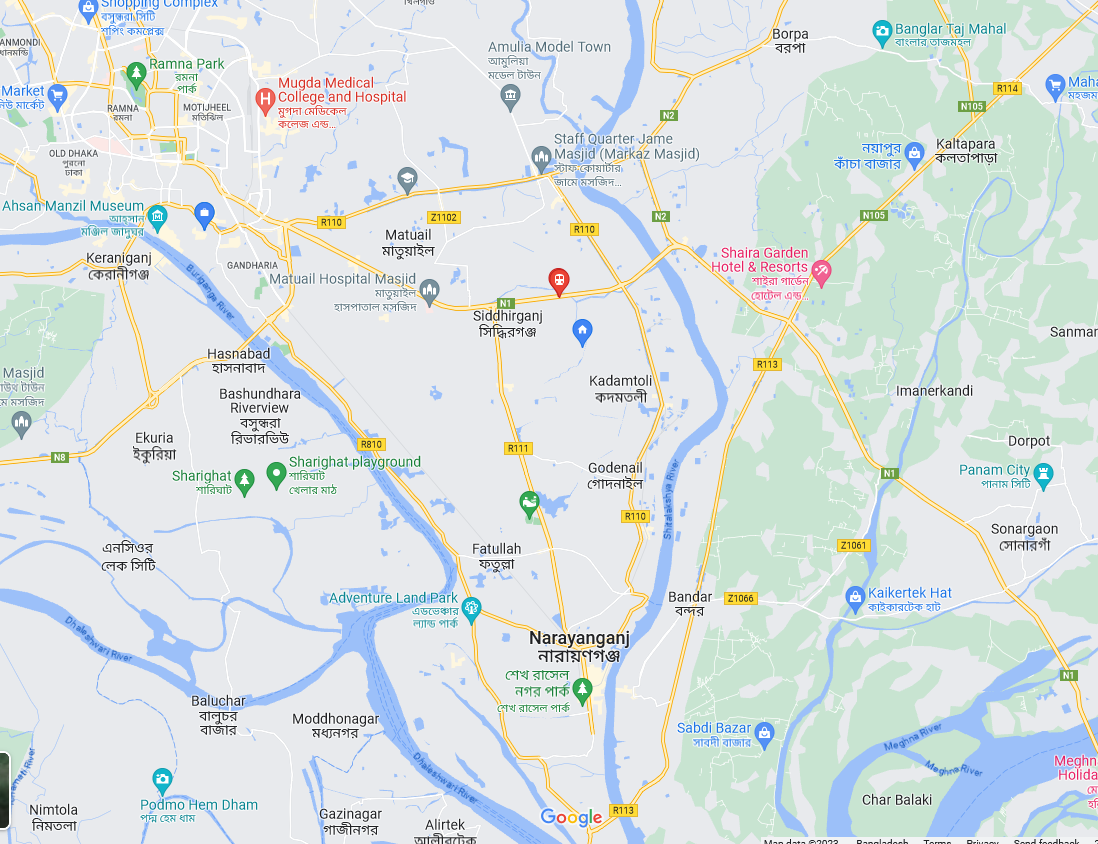 Shopping Complex
বসুন্ধরা সিটি
শপিং কমপ্লেক্স
খিলগাঁও
Borpa
বরপা
Banglar Taj Mahal
বাংলার তাজমহল
Amulia Model Town
আমুলিয়া
মডেল টাউন
ANMONDI
ধানমন্ডি
Ramna Park
রমনা
পার্ক
Mugda Medical
College and Hospital
মুগদা মেডিকেল
কলেজ এন্ড...
Market
নিউ মার্কেট
RAMNA
রমনা
MOTIJHEEL
মতিঝিল
R114
N105
Maha
মহজম
N2
Staff Quarter Jame
Masjid (Markaz Masjid)
স্টাফ কোয়ার্টার
জামে মসজিদ...
নয়াপুর
কাঁচা বাজার
Kaltapara
কলতাপাড়া
OLD DHAKA
পুরনো
ঢাকা
Ahsan Manzil Museum
আহসান
মঞ্জিল জাদুঘর
R110
Z1102
N2
N105
R110
Matuail
মাতুয়াইল
Keraniganj
কেরানীগঞ্জ
GANDHARIA
Buriganga River
Matuail Hospital Masjid
মাতুয়াইল
হাসপাতাল মসজিদ
Shaira Garden
Hotel & Resorts
শাইরা গার্ডেন
হোটেল এন্ড...
N1
Siddhirganj
সিদ্ধিরগঞ্জ
Sanmar
Hasnabad
হাসনাবাদ
R113
Masjid
াউথ টাউন
মে মসজিদ
Bashundhara
Riverview
বসুন্ধরা
রিভারভিউ
Kadamtoli
কদমতলী
Imanerkandi
Ekuria
ইকুরিয়া
R810
R111
Dorpot
N8
Sharighat
শারিঘাট
Sharighat playground
শারিঘাট
খেলার মাঠ
Godenail
গোদনাইল
N1
Panam City
পানাম সিটি
Shitalakshya River
R110
Sonargaon
সোনারগাঁ
এনসিওর
লেক সিটি
Fatullah
ফতুল্লা
Z1061
Adventure Land Park
এডভেঞ্চার
ল্যান্ড পার্ক
Bandar
বন্দর
Z1066
Kaikertek Hat
কাইকারটেক হাট
Dhaleshwari River
Narayanganj
নারায়ণগঞ্জ
শেখ রাসেল
নগর পার্ক
শেখ রাসেল পার্ক
N1
Baluchar
বালুচর
বাজার
Moddhonagar
মধ্যনগর
Sabdi Bazar
সাবদী বাজার
Meghna River
Meghna River
Dhaleshwari River
Meghn
Holida
Podmo Hem Dham
পদ্ম হেম ধাম
Nimtola
নিমতলা
Char Balaki
Gazinagar
গাজীনগর
Alirtek
আলীরটেক
Google
R113
Map data ©2023 Bangladesh Terms Privacy Send feedback